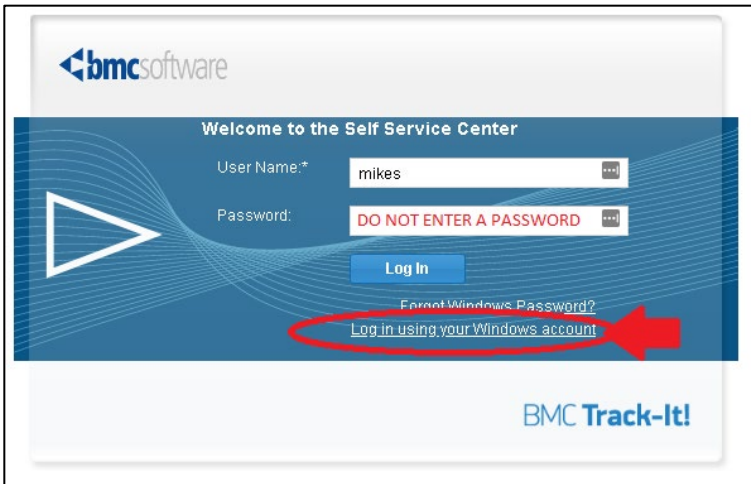 bmcsoftware
Welcome to the Self Service Center
User Name:*
mikes
Password:
DO NOT ENTER A PASSWORD
Log In
Forgot Windows Password?
Log in using your Windows account
BMC Track-It!